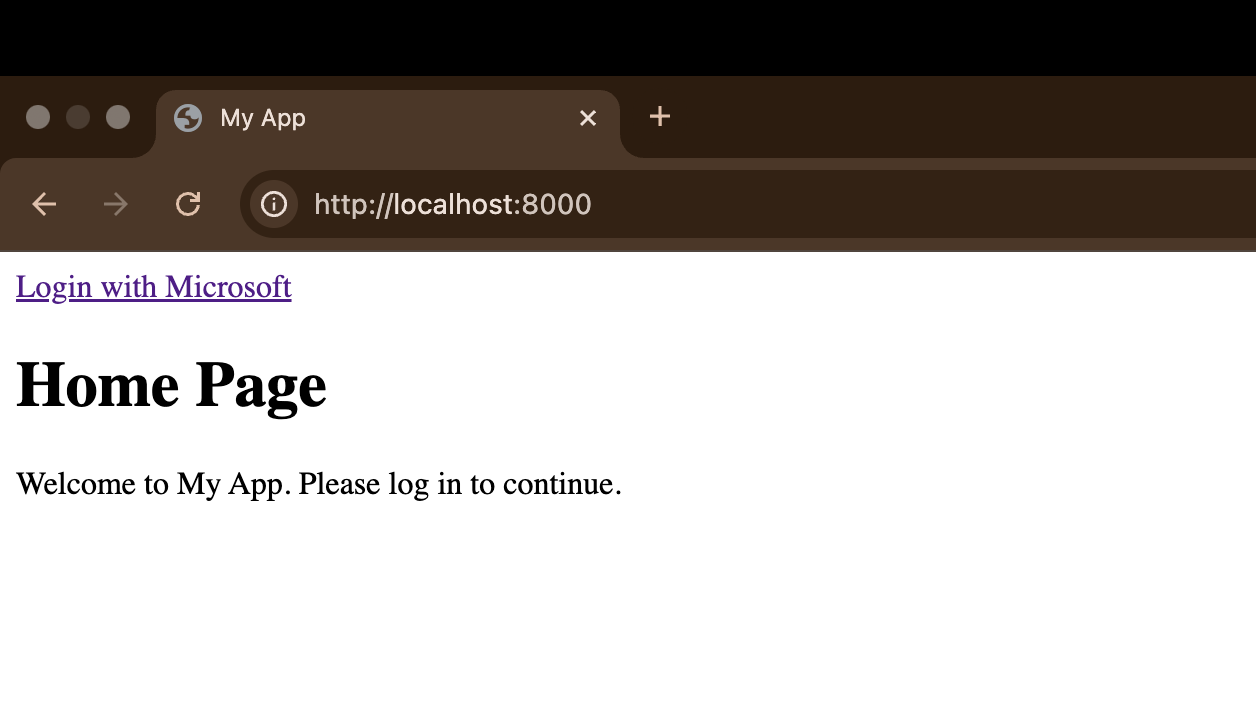 My App
http://localhost:8000
Login with Microsoft
Home Page
Welcome to My App. Please log in to continue.